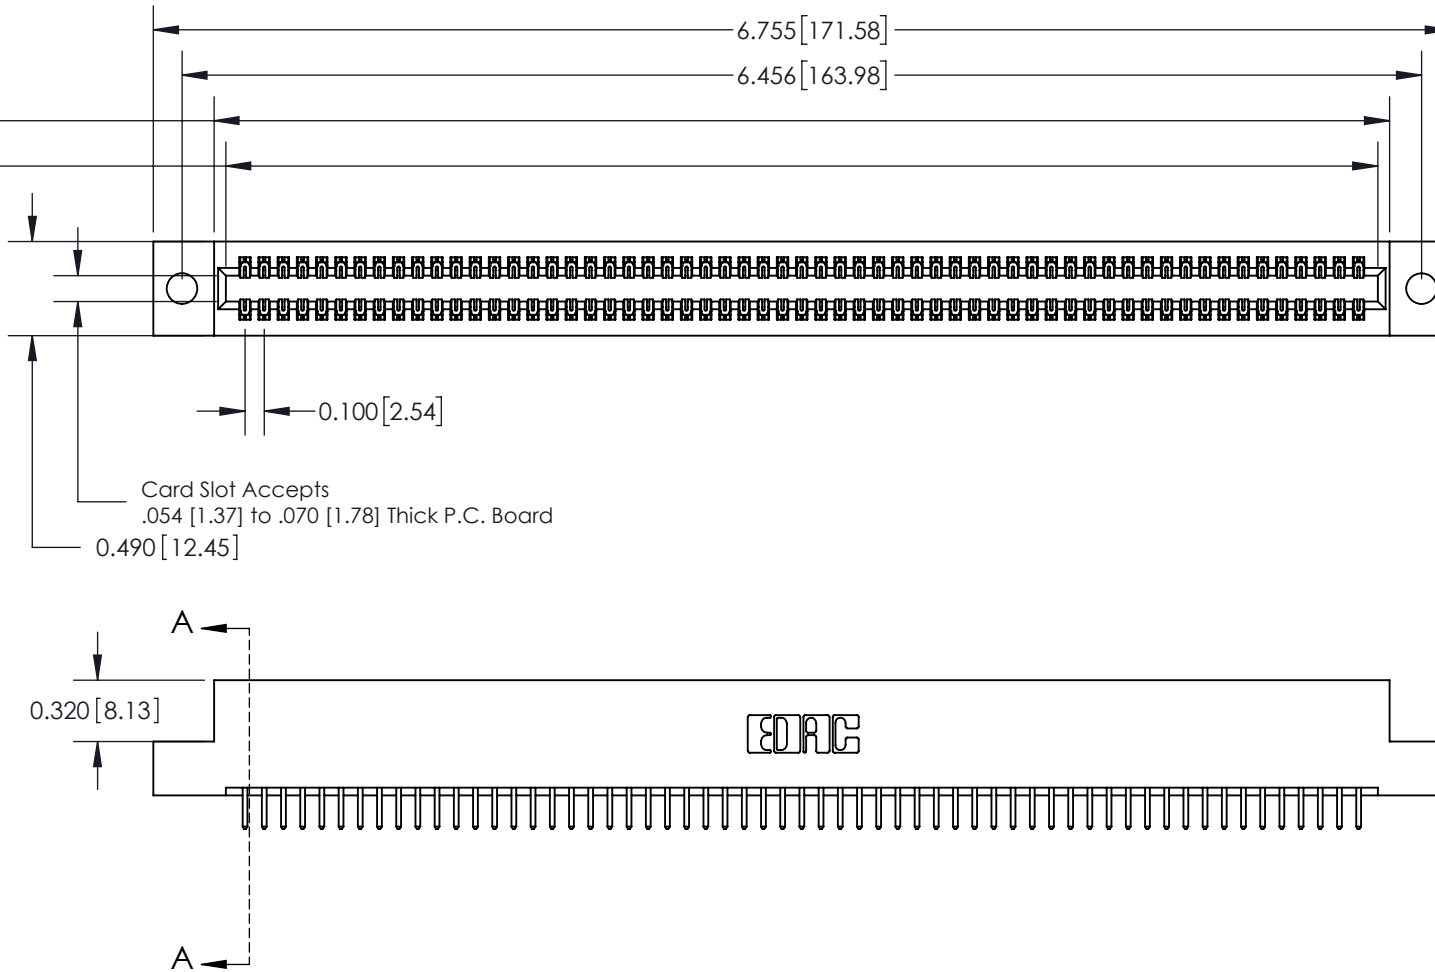 6.755[171.58]
6.456[163.98]
0.100[2.54]
Card Slot Accepts
.054 [1.37] to .070 [1.78] Thick P.C. Board
0.490[12.45]
A
0.320[8.13]
EDAC
A